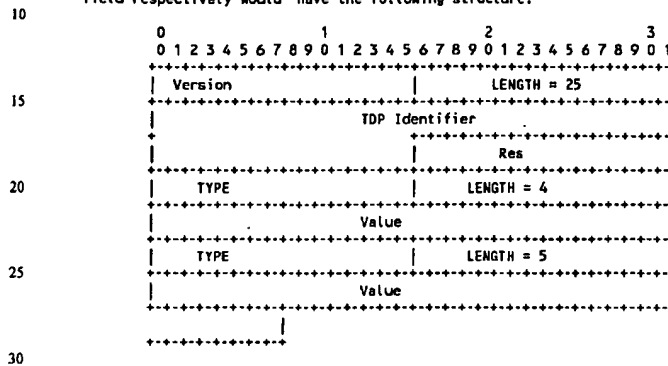 field respectively would have the following structure:
10
0 1 2 3
0 1 2 3 4 5 6 7 8 9 0 1 2 3 4 5 6 7 8 9 0 1 2 3 4 5 6 7 8 9 0 1
+-+-+-+-+-+-+-+-+-+-+-+-+-+-+-+-+-+-+-+-+-+-+-+-+-+-+-+-+-+-+-+
| Version | LENGTH = 25
15 +-+-+-+-+-+-+-+-+-+-+-+-+-+-+-+-+-+-+-+-+-+-+-+-+-+-+-+-+-+-+-+
| TDP Identifier
+ +-+-+-+-+-+-+-+-+-+-+-+-+-+-+-+
| | Res
+-+-+-+-+-+-+-+-+-+-+-+-+-+-+-+-+-+-+-+-+-+-+-+-+-+-+-+-+-+-+-+
20 | TYPE | LENGTH = 4
+-+-+-+-+-+-+-+-+-+-+-+-+-+-+-+-+-+-+-+-+-+-+-+-+-+-+-+-+-+-+-+
| Value
+-+-+-+-+-+-+-+-+-+-+-+-+-+-+-+-+-+-+-+-+-+-+-+-+-+-+-+-+-+-+-+
| TYPE | LENGTH = 5
25 +-+-+-+-+-+-+-+-+-+-+-+-+-+-+-+-+-+-+-+-+-+-+-+-+-+-+-+-+-+-+-+
| Value
+-+-+-+-+-+-+-+-+-+-+-+-+-+-+-+-+-+-+-+-+-+-+-+-+-+-+-+-+-+-+-+
| |
+-+-+-+-+-+-+-+-+
30